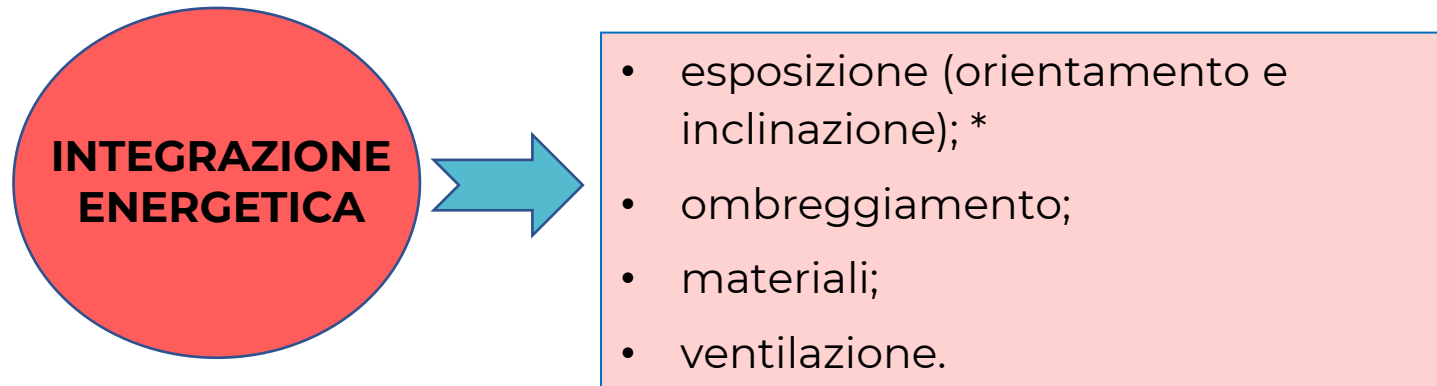 INTEGRAZIONE
ENERGETICA
• esposizione (orientamento e
inclinazione); *
• ombreggiamento;
• materiali;
• ventilazione.